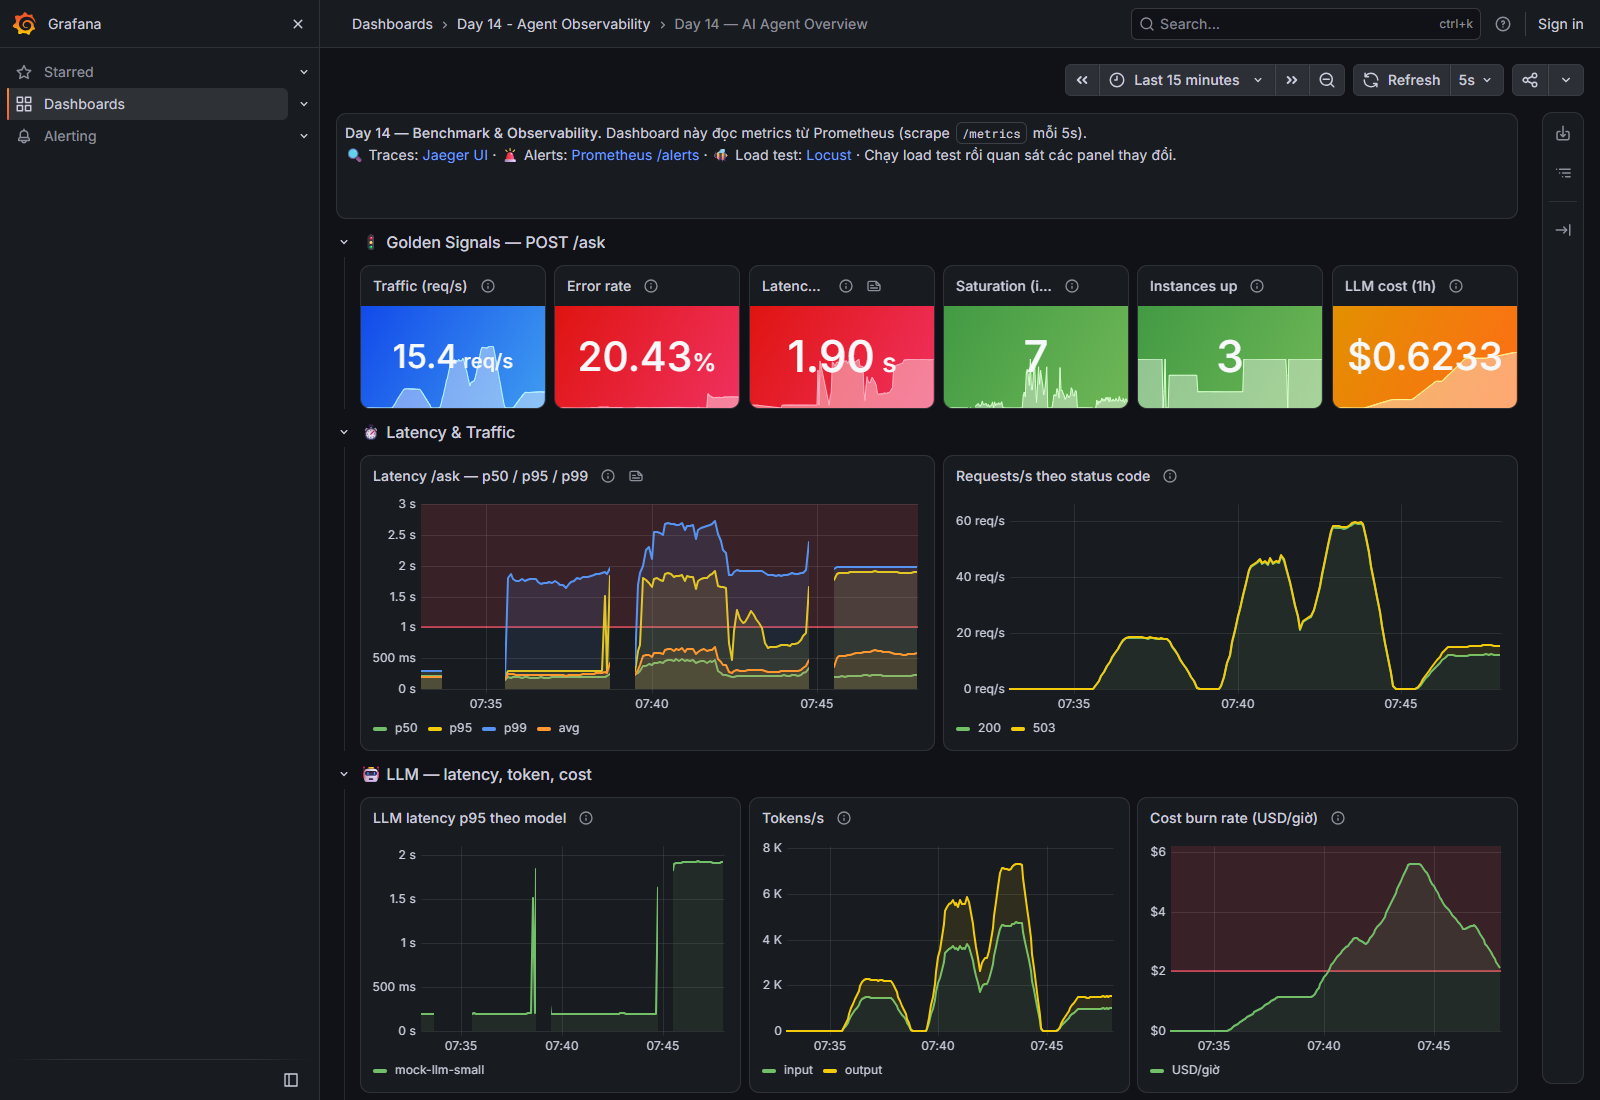 Grafana
Dashboards › Day 14 - Agent Observability › Day 14 — AI Agent Overview
Search...
ctrl+k
Sign in
Starred
Dashboards
Alerting
Last 15 minutes
Refresh
5s
Day 14 — Benchmark & Observability. Dashboard này đọc metrics từ Prometheus (scrape /metrics mỗi 5s).
Traces: Jaeger UI · Alerts: Prometheus /alerts · Load test: Locust · Chạy load test rồi quan sát các panel thay đổi.
Golden Signals — POST /ask
Traffic (req/s)
15.4 req/s
Error rate
20.43%
Latenc...
1.90 s
Saturation (i...
7
Instances up
3
LLM cost (1h)
$0.6233
Latency & Traffic
Latency /ask — p50 / p95 / p99
3 s
2.5 s
2 s
1.5 s
1 s
500 ms
0 s
07:35
07:40
07:45
p50
p95
p99
avg
Requests/s theo status code
60 req/s
40 req/s
20 req/s
0 req/s
07:35
07:40
07:45
200
503
LLM — latency, token, cost
LLM latency p95 theo model
2 s
1.5 s
1 s
500 ms
0 s
07:35
07:40
07:45
mock-llm-small
Tokens/s
8 K
6 K
4 K
2 K
0
07:35
07:40
07:45
input
output
Cost burn rate (USD/giờ)
$6
$4
$2
$0
07:35
07:40
07:45
USD/giờ